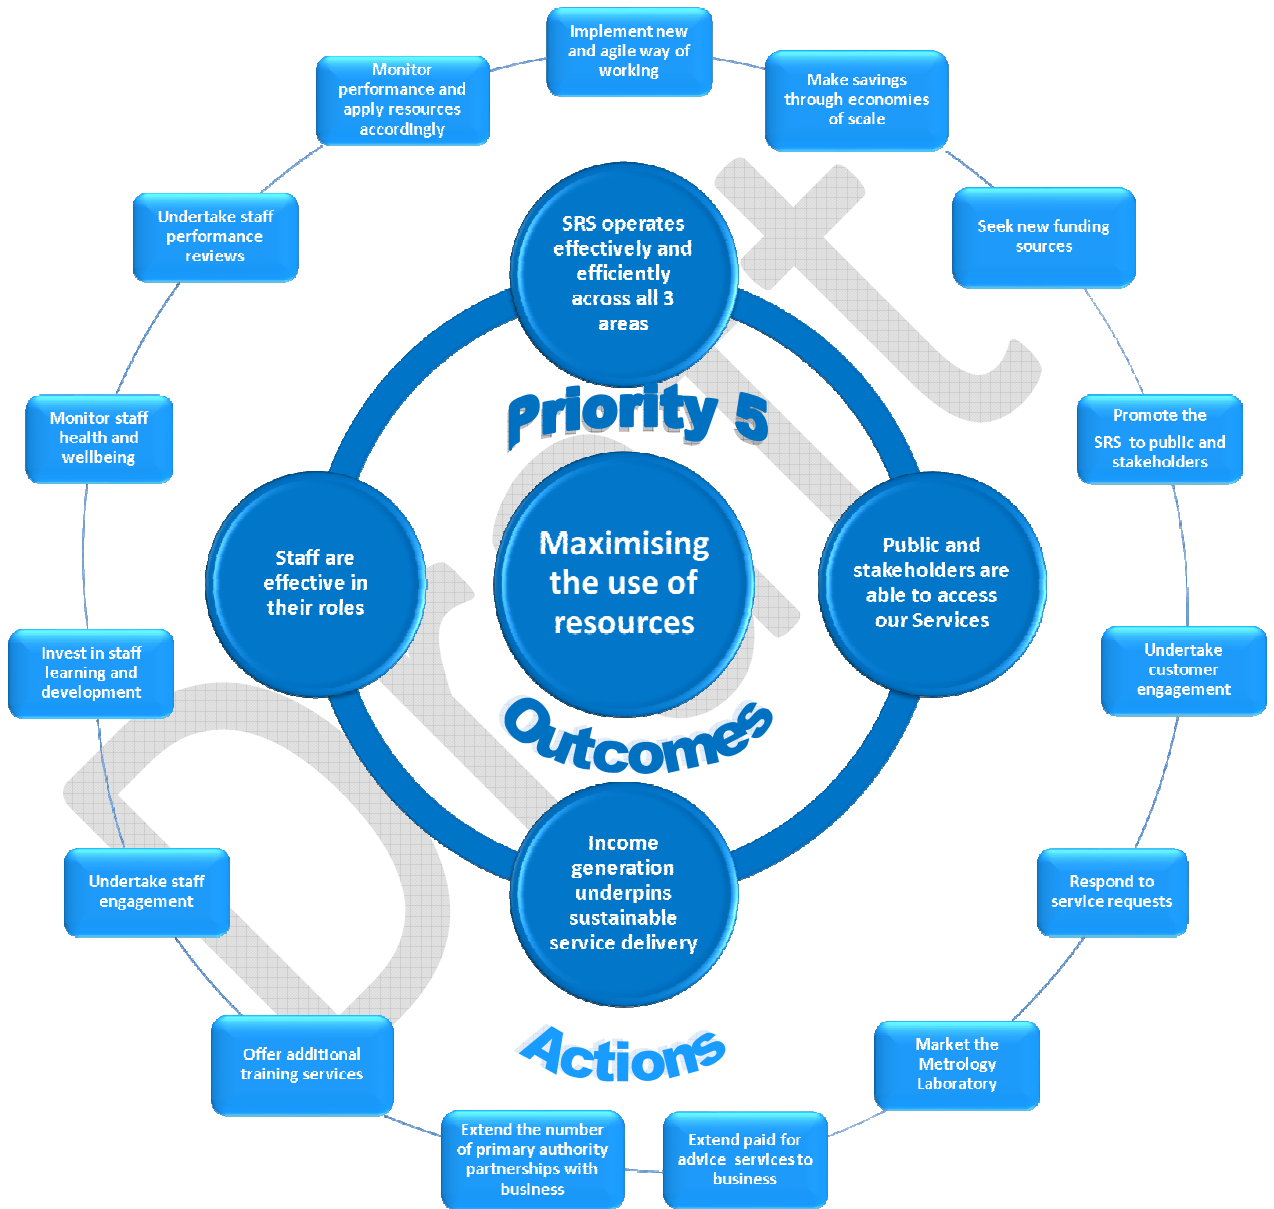 Implement new
and agile way of
working
Make savings
through economies
of scale
Seek new funding
sources
Promote the
SRS to public and
stakeholders
Undertake
customer
engagement
Respond to
service requests
Market the
Metrology
Laboratory
Extend paid for
advice services to
business
Extend the number
of primary authority
partnerships with
business
Offer additional
training services
Undertake staff
engagement
Invest in staff
learning and
development
Monitor staff
health and
wellbeing
Undertake staff
performance
reviews
Monitor
performance and
apply resources
accordingly
SRS operates
effectively and
efficiently
across all 3
areas
Priority 5
Maximising
the use of
resources
Staff are
effective in
their roles
Public and
stakeholders are
able to access
our Services
Outcomes
Income
generation
underpins
sustainable
service delivery
Actions
Draft